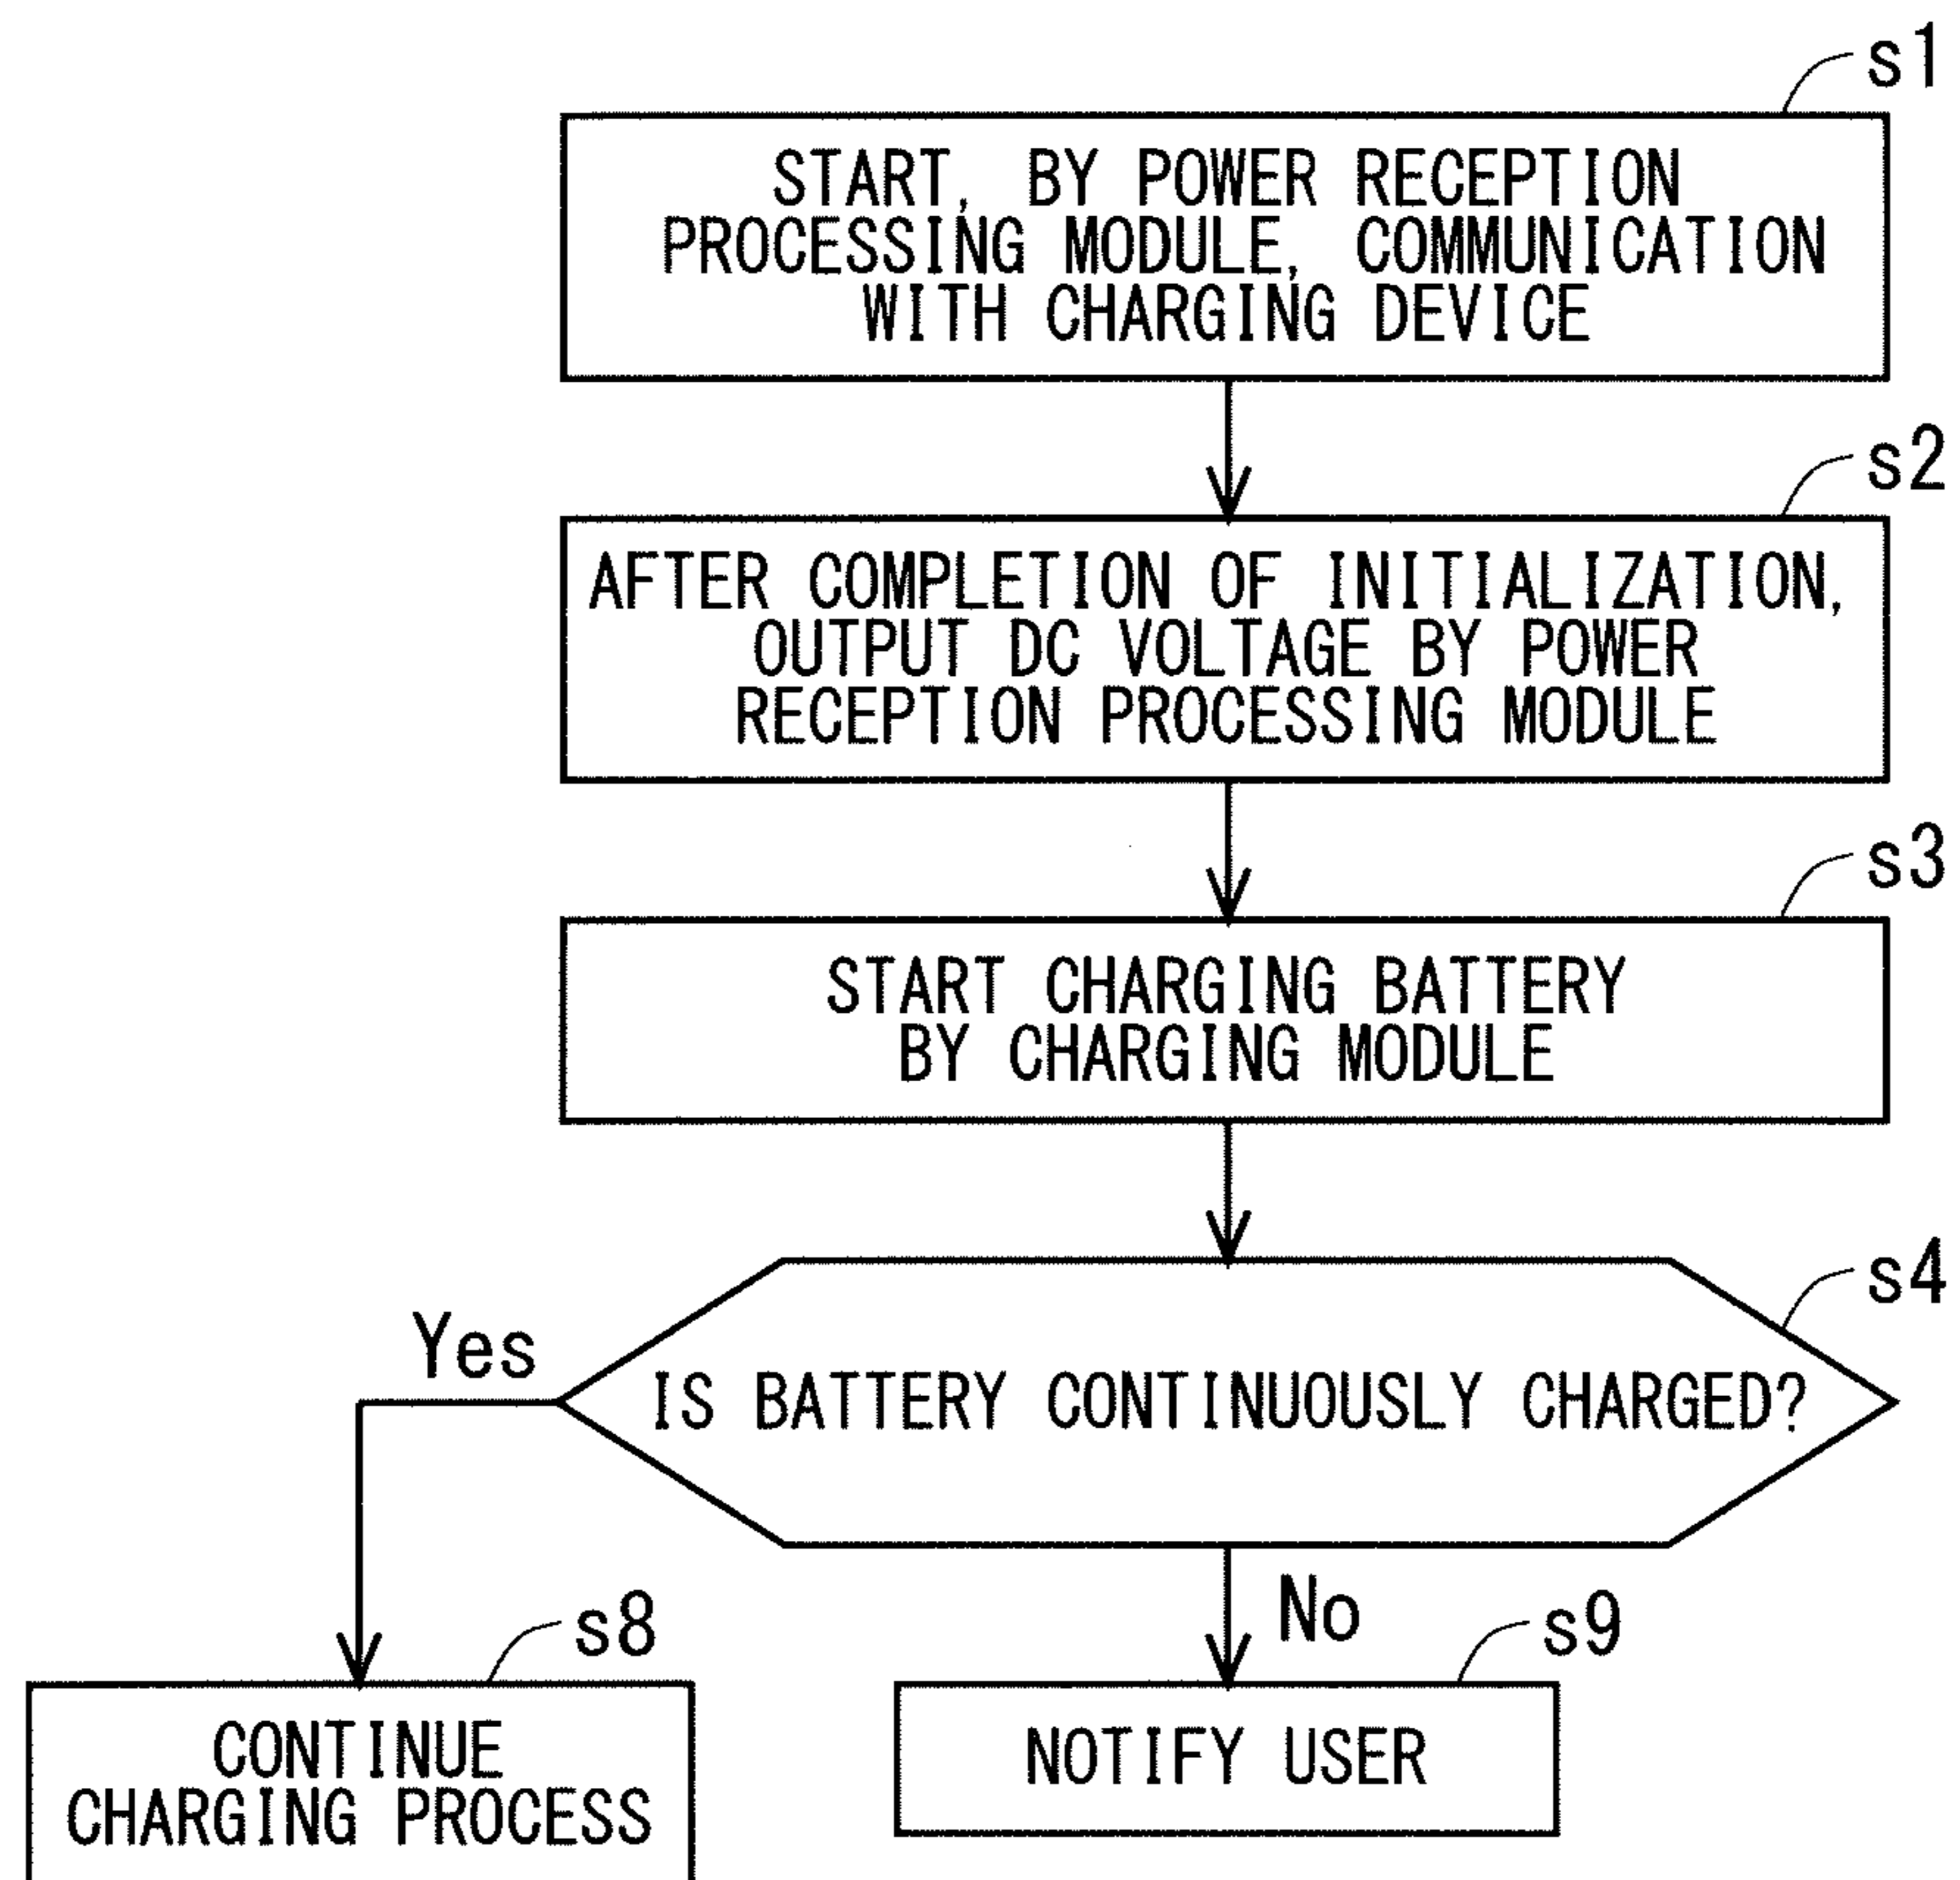 s1
START, BY POWER RECEPTION
PROCESSING MODULE, COMMUNICATION
WITH CHARGING DEVICE
s2
AFTER COMPLETION OF INITIALIZATION,
OUTPUT DC VOLTAGE BY POWER
RECEPTION PROCESSING MODULE
s3
START CHARGING BATTERY
BY CHARGING MODULE
s4
Yes
IS BATTERY CONTINUOUSLY CHARGED?
No
s8
s9
CONTINUE
CHARGING PROCESS
NOTIFY USER